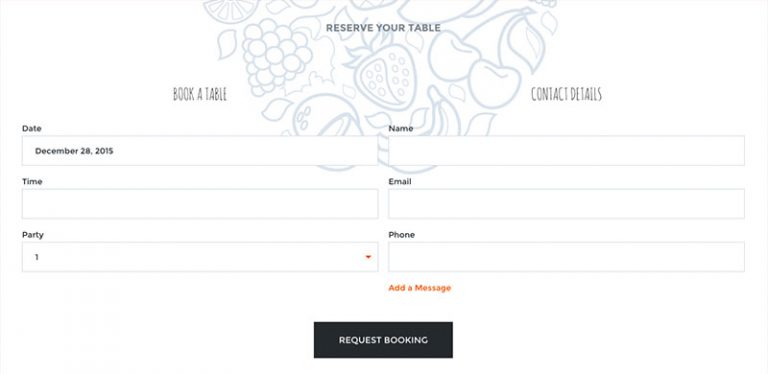 RESERVE YOUR TABLE
BOOK A TABLE
Date
December 28, 2015
Time
Party
1
CONTACT DETAILS
Name
Email
Phone
Add a Message
REQUEST BOOKING